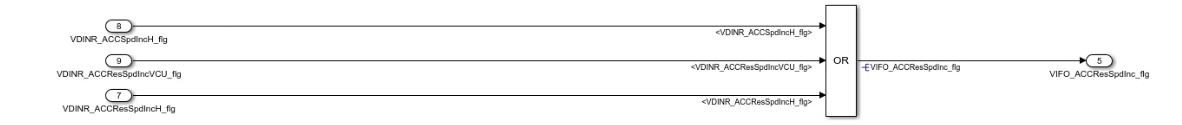 8
VDINR_ACCSpdIncH_flg
<VDINR_ACCSpdIncH_flg>
9
VDINR_ACCResSpdIncVCU_flg
<VDINR_ACCResSpdIncVCU_flg>
OR
VIFO_ACCResSpdInc_flg
5
VIFO_ACCResSpdInc_flg
7
VDINR_ACCResSpdIncH_flg
<VDINR_ACCResSpdIncH_flg>